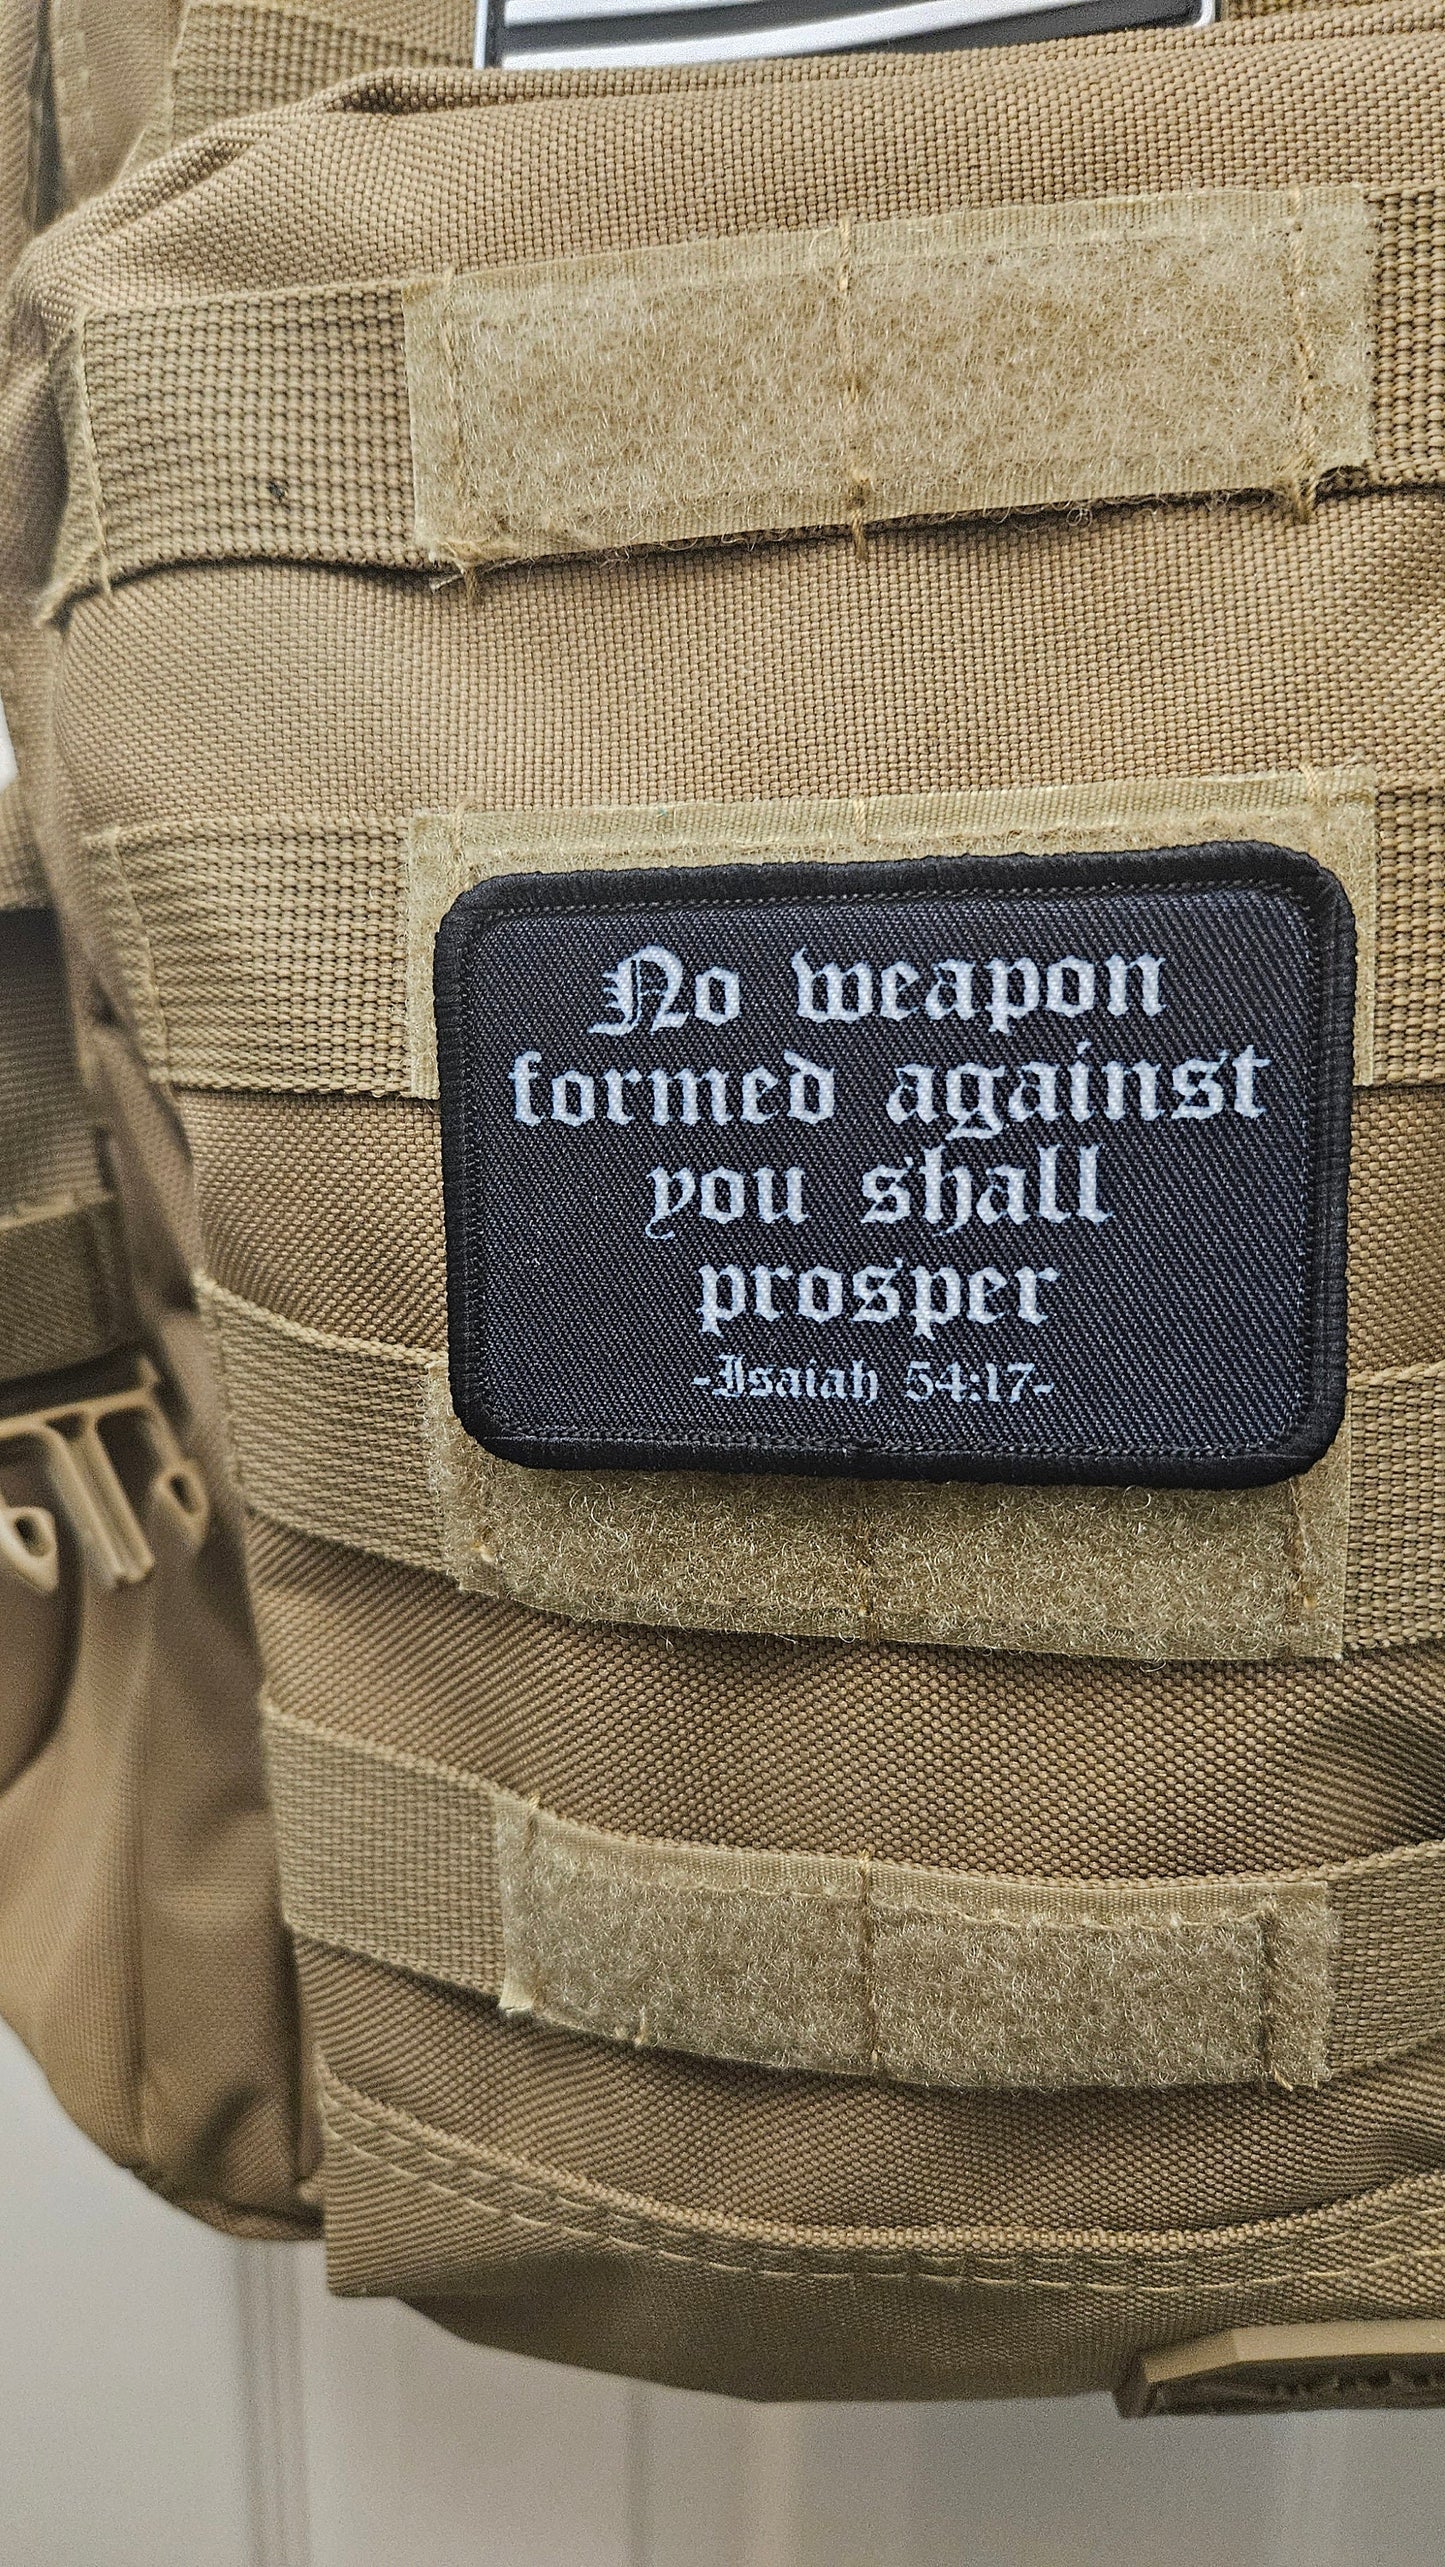 No weapon
formed against
you shall
prosper
-Isaiah 54:17-